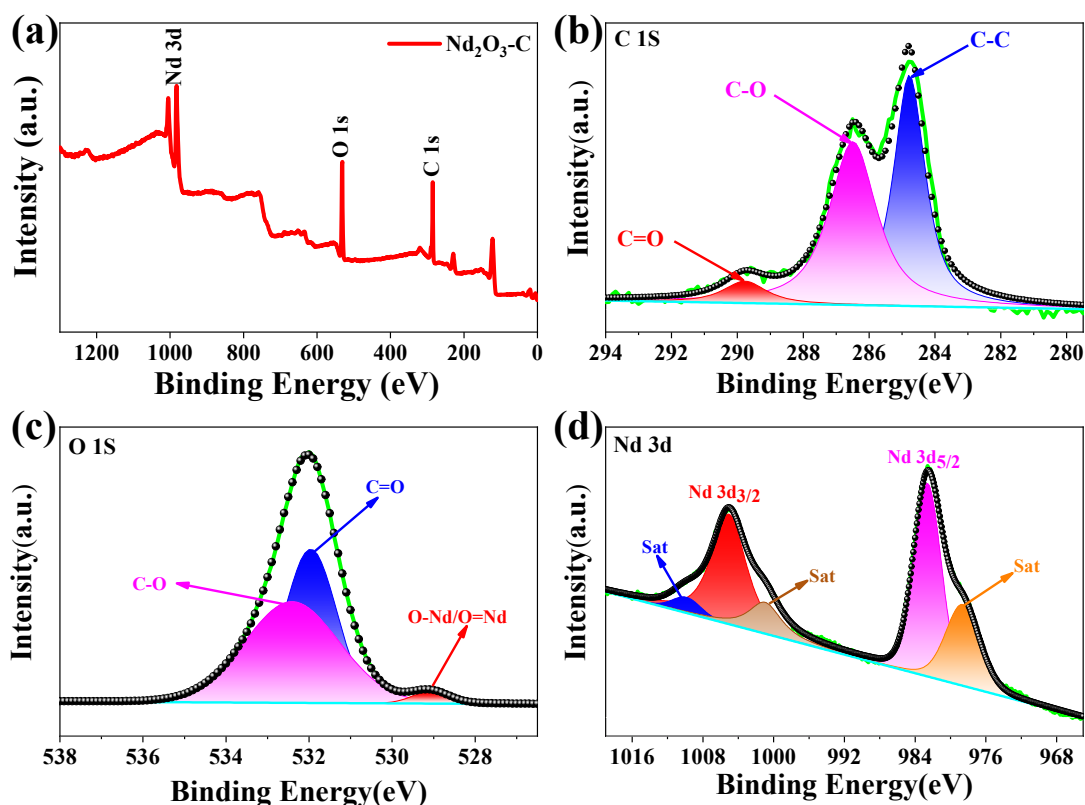 (a)
Nd₂O₃-C
Nd 3d
O 1s
C 1s
Intensity (a.u.)
1200 1000 800 600 400 200 0
Binding Energy (eV)
(b)
C 1S
C-C
C-O
C=O
Intensity(a.u.)
294 292 290 288 286 284 282 280
Binding Energy(eV)
(c)
O 1S
C=O
C-O
O-Nd/O=Nd
Intensity(a.u.)
538 536 534 532 530 528
Binding Energy(eV)
(d)
Nd 3d
Nd 3d5/2
Nd 3d3/2
Sat
Sat
Sat
Intensity(a.u.)
1016 1008 1000 992 984 976 968
Binding Energy(eV)